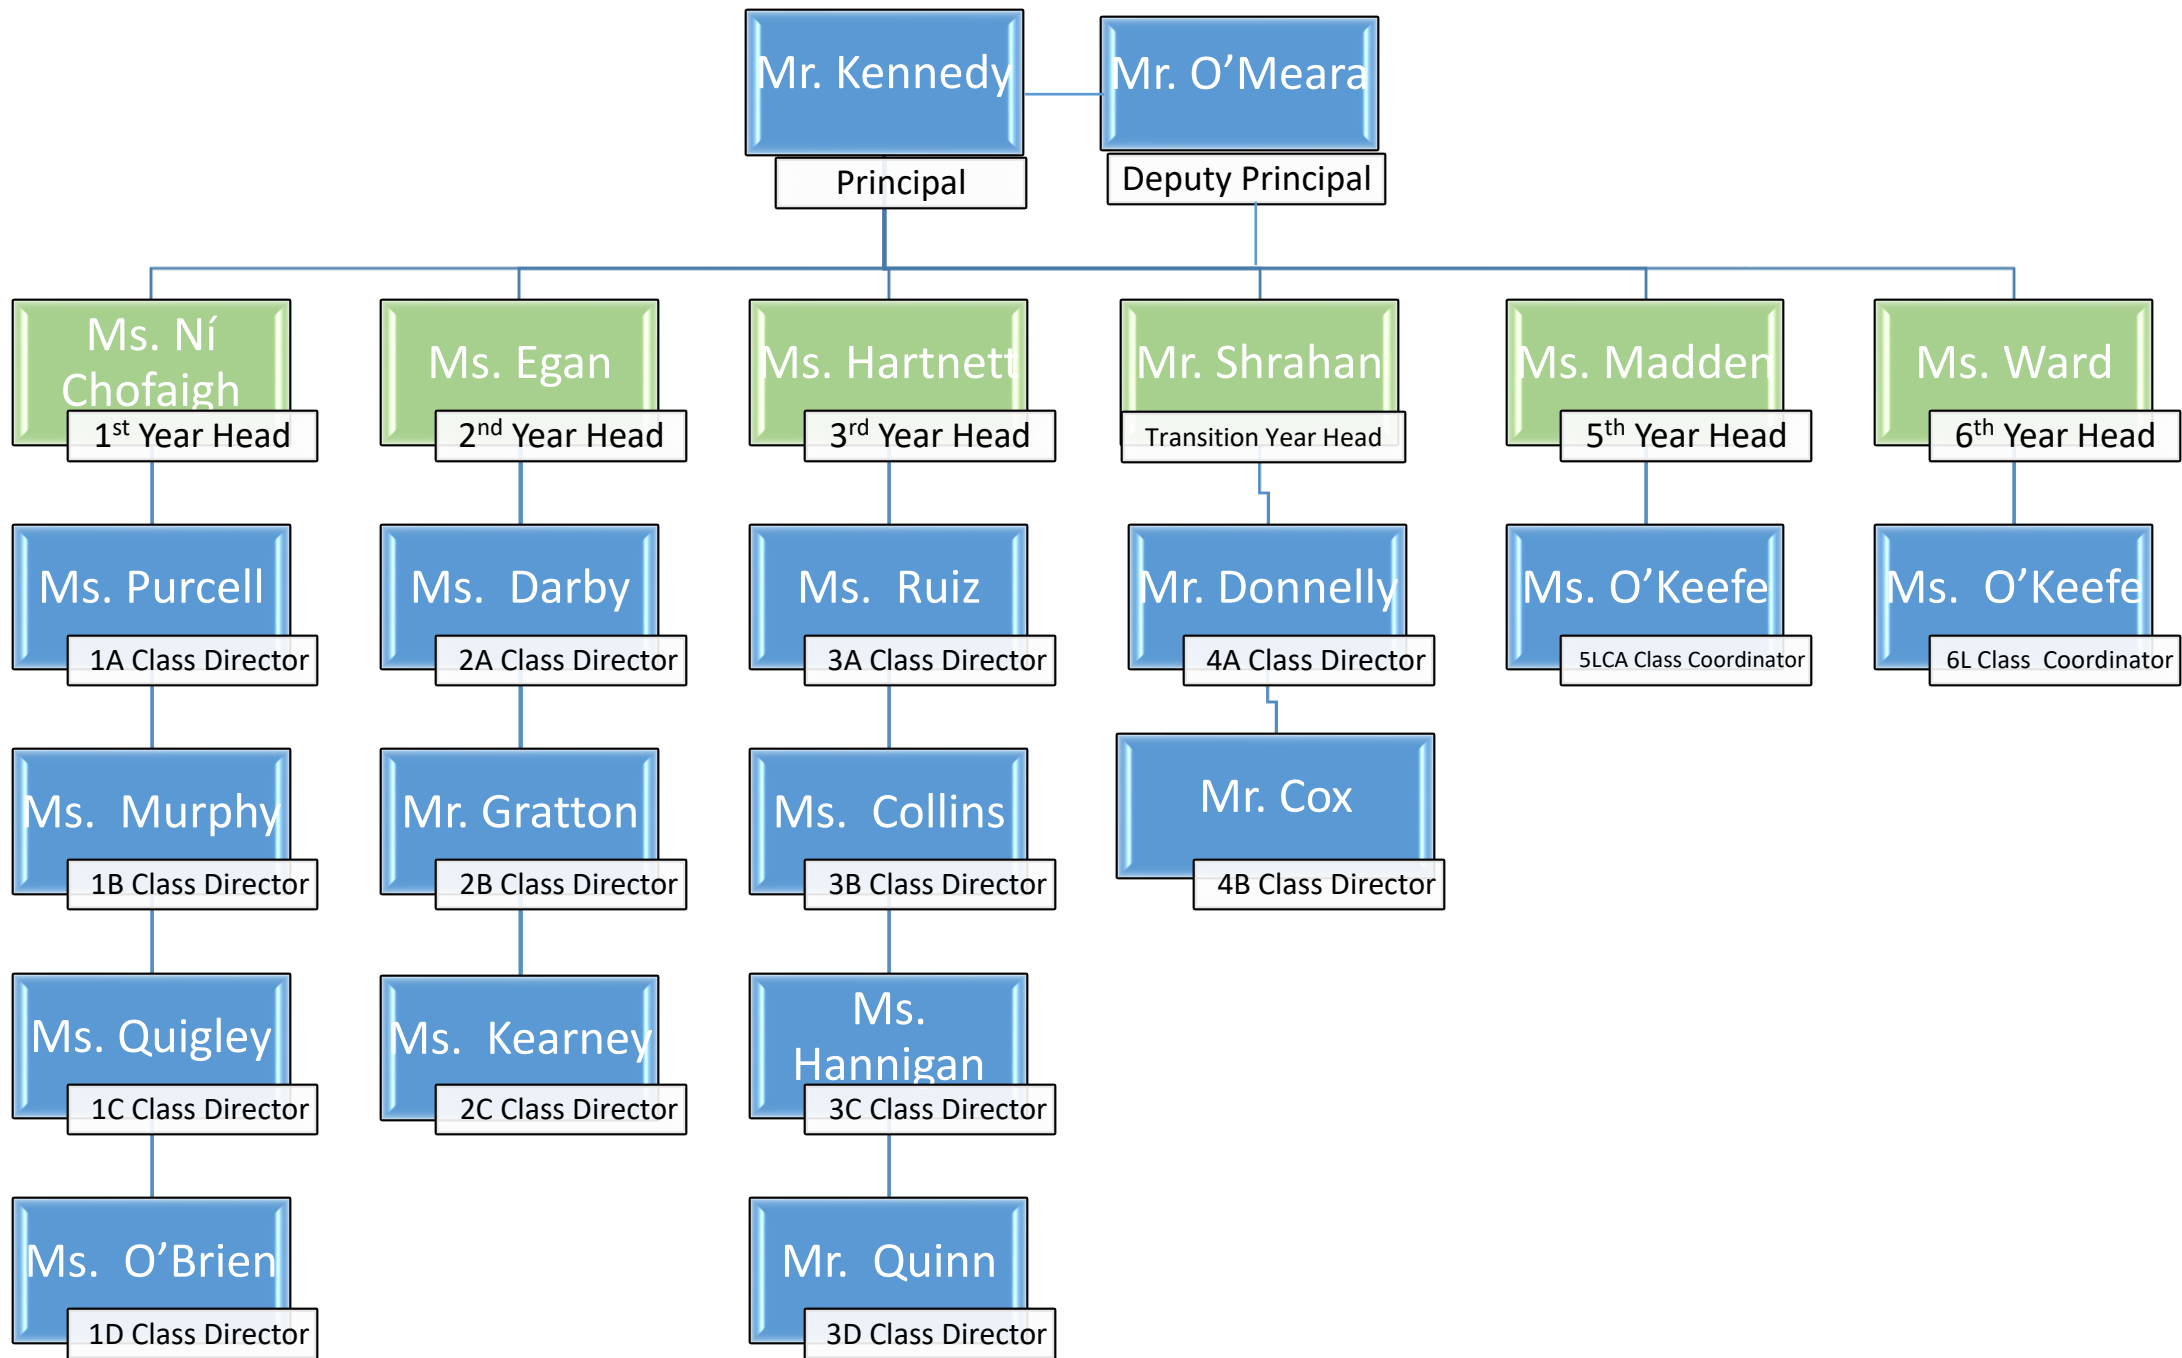 Mr. Kennedy
Principal
Mr. O’Meara
Deputy Principal
Ms. Ní
Chofaigh
1st Year Head
Ms. Egan
2nd Year Head
Ms. Hartnett
3rd Year Head
Mr. Shrahan
Transition Year Head
Ms. Madden
5th Year Head
Ms. Ward
6th Year Head
Ms. Purcell
1A Class Director
Ms. Darby
2A Class Director
Ms. Ruiz
3A Class Director
Mr. Donnelly
4A Class Director
Ms. O’Keefe
5LCA Class Coordinator
Ms. O’Keefe
6L Class Coordinator
Ms. Murphy
1B Class Director
Mr. Gratton
2B Class Director
Ms. Collins
3B Class Director
Mr. Cox
4B Class Director
Ms. Quigley
1C Class Director
Ms. Kearney
2C Class Director
Ms.
Hannigan
3C Class Director
Ms. O’Brien
1D Class Director
Mr. Quinn
3D Class Director